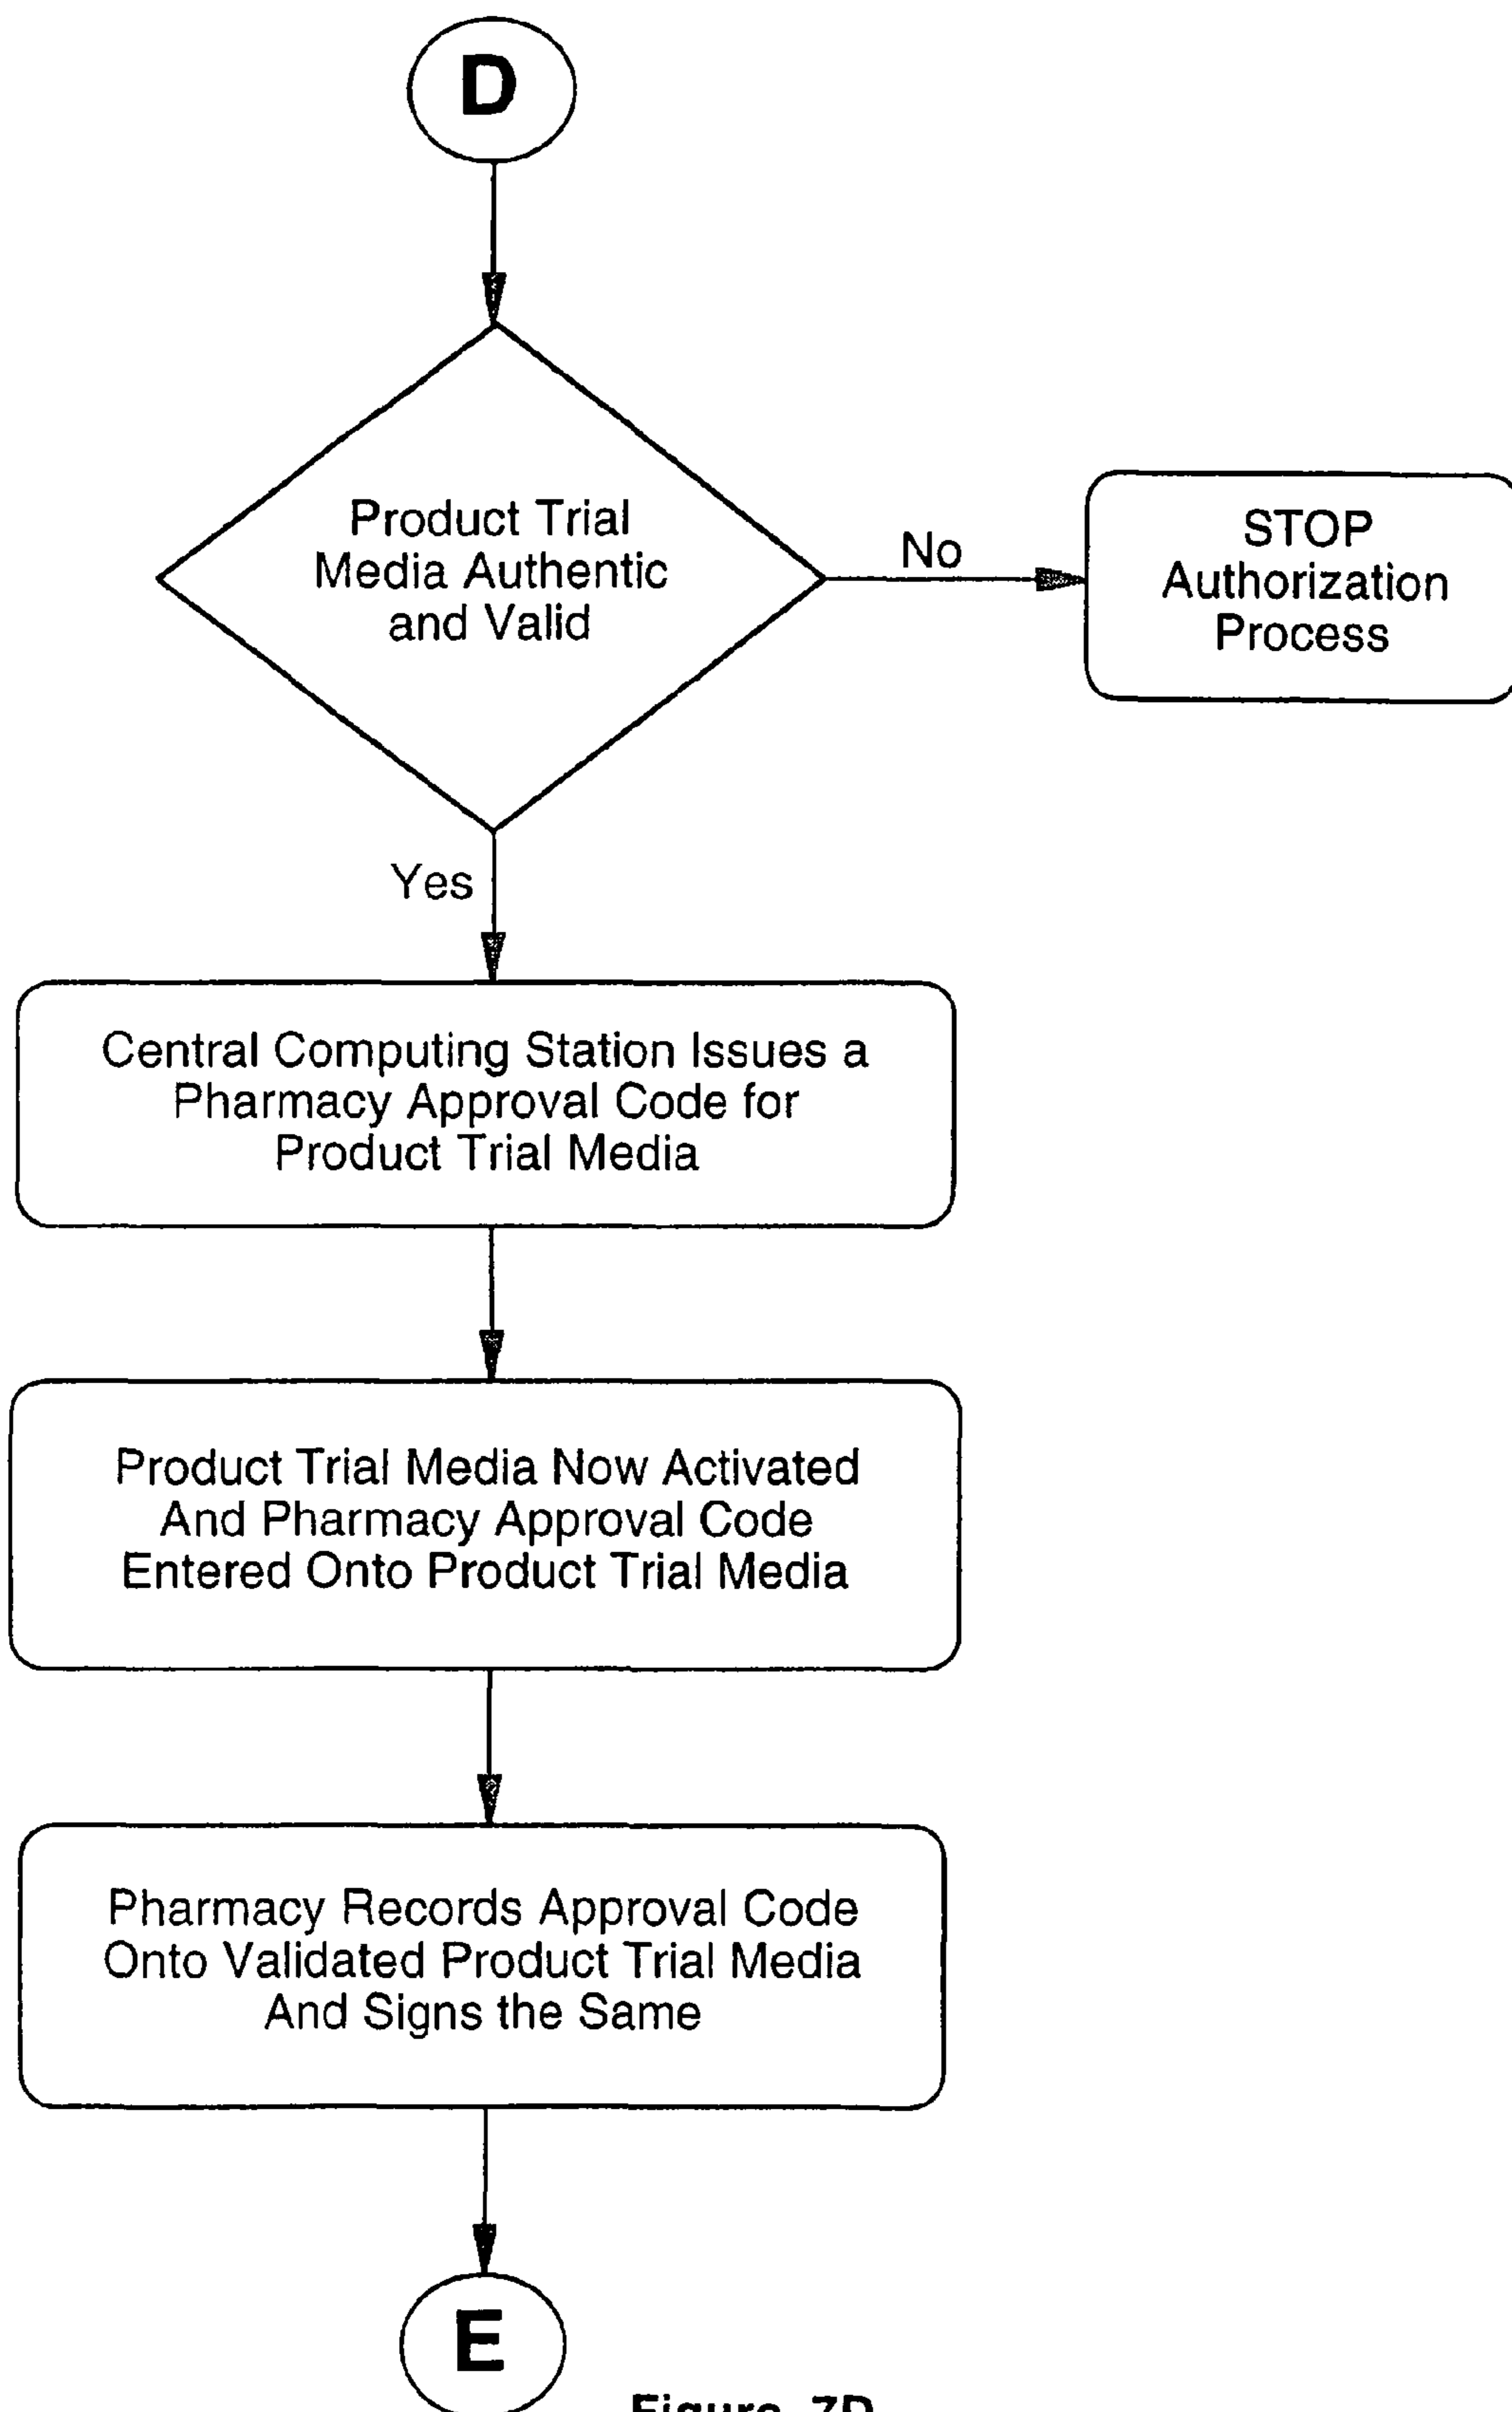 D
Product Trial
Media Authentic
and Valid
No
STOP
Authorization
Process
Yes
Central Computing Station Issues a
Pharmacy Approval Code for
Product Trial Media
Product Trial Media Now Activated
And Pharmacy Approval Code
Entered Onto Product Trial Media
Pharmacy Records Approval Code
Onto Validated Product Trial Media
And Signs the Same
E
Figure 7D